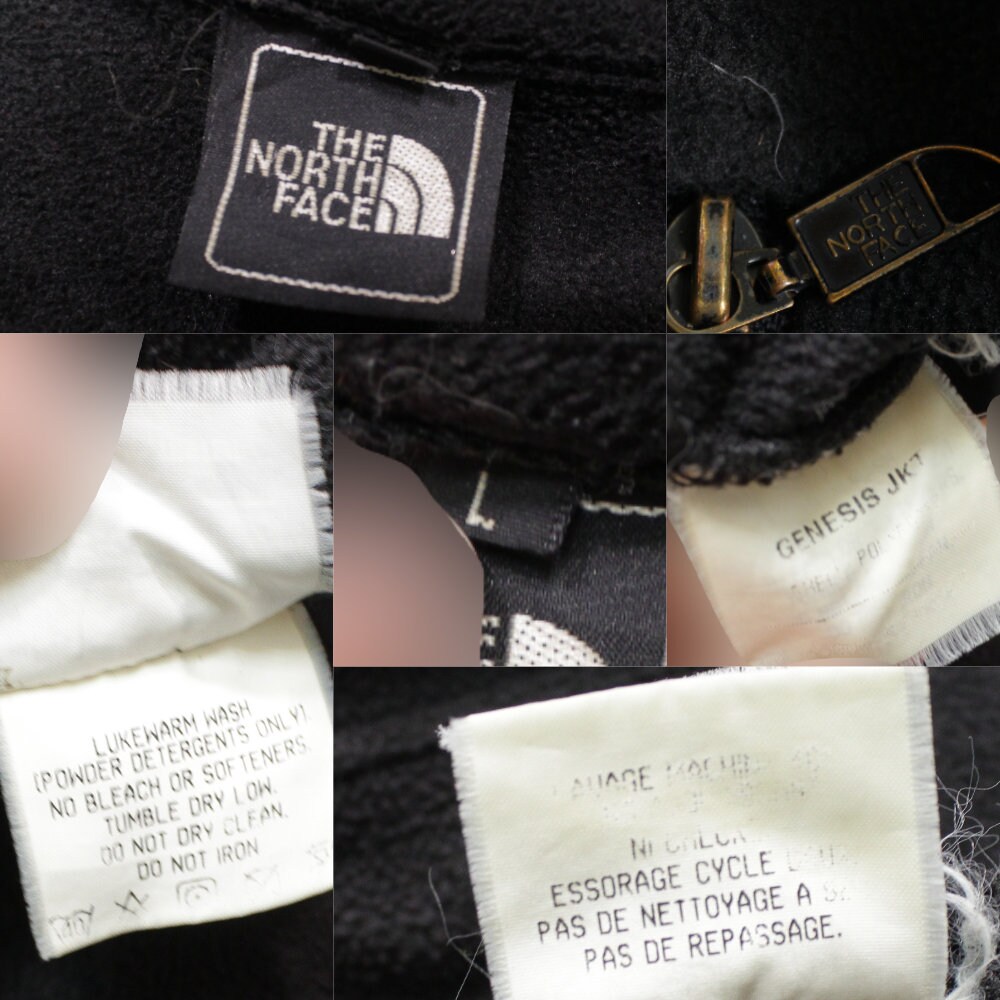 THE
NORTH
FACE
THE
NORTH
FACE
LUKEWARM WASH
(POWDER DETERGENTS ONLY).
NO BLEACH OR SOFTENERS.
TUMBLE DRY LOW.
DO NOT DRY CLEAN.
DO NOT IRON
L
GENESIS JKT
ESSORAGE CYCLE
PAS DE NETTOYAGE A
PAS DE REPASSAGE.